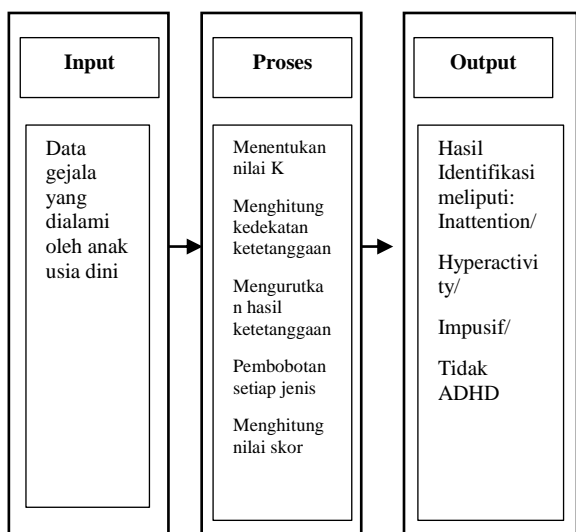 Input
Data
gejala
yang
dialami
oleh anak
usia dini
Proses
Menentukan
nilai K
Menghitung
kedekatan
ketetanggaan
Mengurutka
n hasil
ketetanggaan
Pembobotan
setiap jenis
Menghitung
nilai skor
Output
Hasil
Identifikasi
meliputi:
Inattention/
Hyperactivi
ty/
Impusif/
Tidak
ADHD